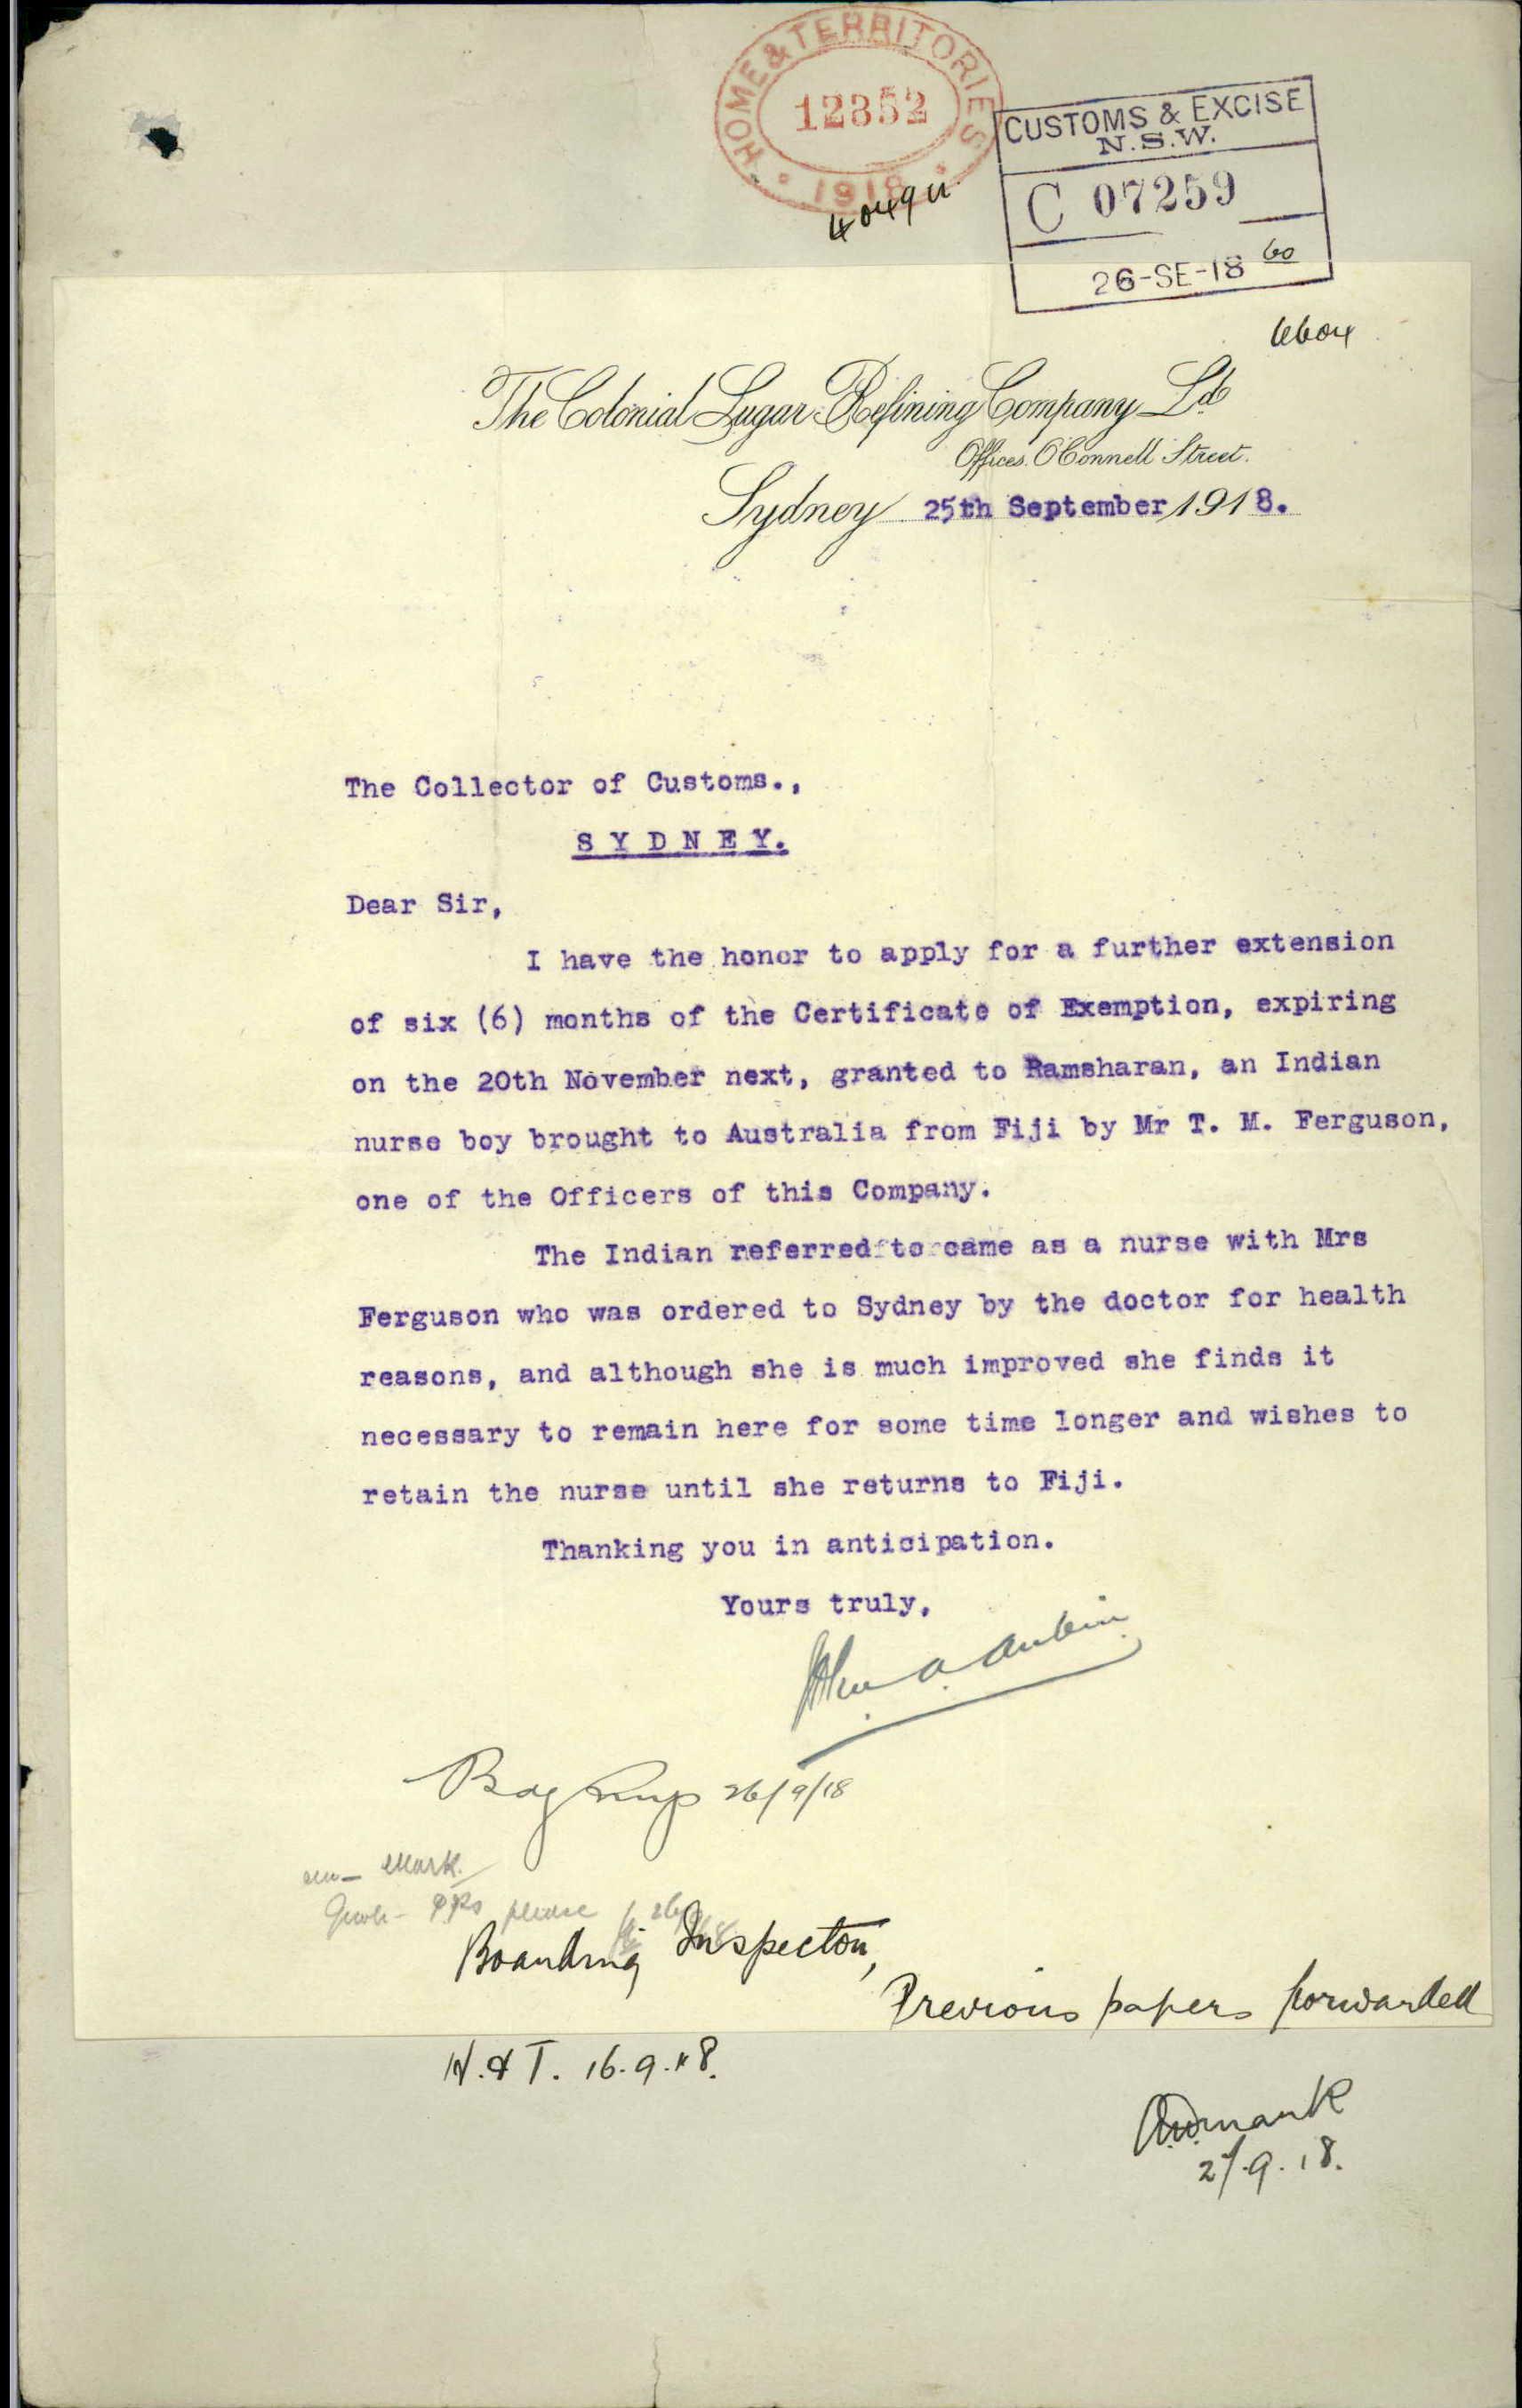 HOME & TERRITORIES
12352
1918
CUSTOMS & EXCISE
N.S.W.
C 07259
26-SE-18 60
The Colonial Sugar Refining Company Ld
Offices. O'Connell Street.
Sydney 25th September 1918.
The Collector of Customs.,
SYDNEY.
Dear Sir,
I have the honor to apply for a further extension
of six (6) months of the Certificate of Exemption, expiring
on the 20th November next, granted to Ramsharan, an Indian
nurse boy brought to Australia from Fiji by Mr T. M. Ferguson,
one of the Officers of this Company.
The Indian referred to came as a nurse with Mrs
Ferguson who was ordered to Sydney by the doctor for health
reasons, and although she is much improved she finds it
necessary to remain here for some time longer and wishes to
retain the nurse until she returns to Fiji.
Thanking you in anticipation.
Yours truly,
26/9/18
Mark
please
Boarding Inspector,
Previous papers forwarded
H. & T. 16.9.18.
27.9.18.